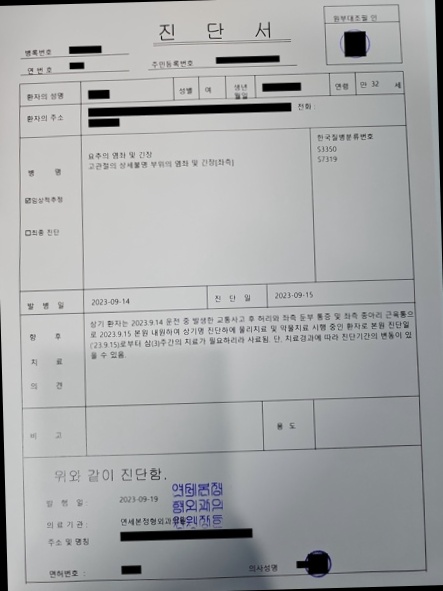 진 단 서
원부대조필 인
병록번호
연 번 호
주민등록번호
환자의 성명
성별 여
생년
월일
연령 만 32 세
환자의 주소
전화 :
병 명
☑임상적추정
□최종 진단
요추의 염좌 및 긴장
고관절의 상세불명 부위의 염좌 및 긴장[좌측]
한국질병분류번호
S3350
S7319
발 병 일 2023-09-14 진 단 일 2023-09-15
향 후
치 료
의 견
상기 환자는 2023.9.14 운전 중 발생한 교통사고 후 허리와 좌측 둔부 통증 및 좌측 종아리 근육통으
로 2023.9.15 본원 내원하여 상기명 진단하에 물리치료 및 약물치료 시행 중인 환자로 본원 진단일
('23.9.15)로부터 삼(3)주간의 치료가 필요하리라 사료됨. 단, 치료경과에 따라 진단기간의 변동이 있
을 수 있음.
비 고
용 도
위와 같이 진단함.
발 행 일 : 2023-09-19
연세본정
형외과의
의료기관 : 연세본정형외과의원
주소 및 명칭
면허번호 :
의사성명